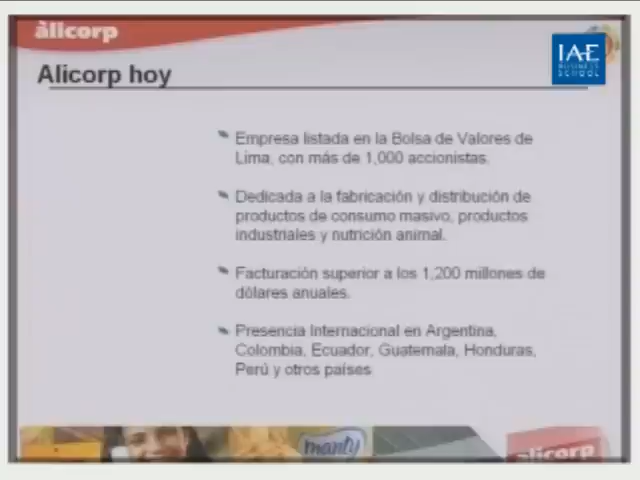 alicorp
IAE
BUSINESS
SCHOOL
Alicorp hoy
Empresa listada en la Bolsa de Valores de
Lima, con más de 1,000 accionistas.
Dedicada a la fabricación y distribución de
productos de consumo masivo, productos
industriales y nutrición animal.
Facturación superior a los 1,200 millones de
dólares anuales.
Presencia Internacional en Argentina,
Colombia, Ecuador, Guatemala, Honduras,
Perú y otros países
manty
alicorp